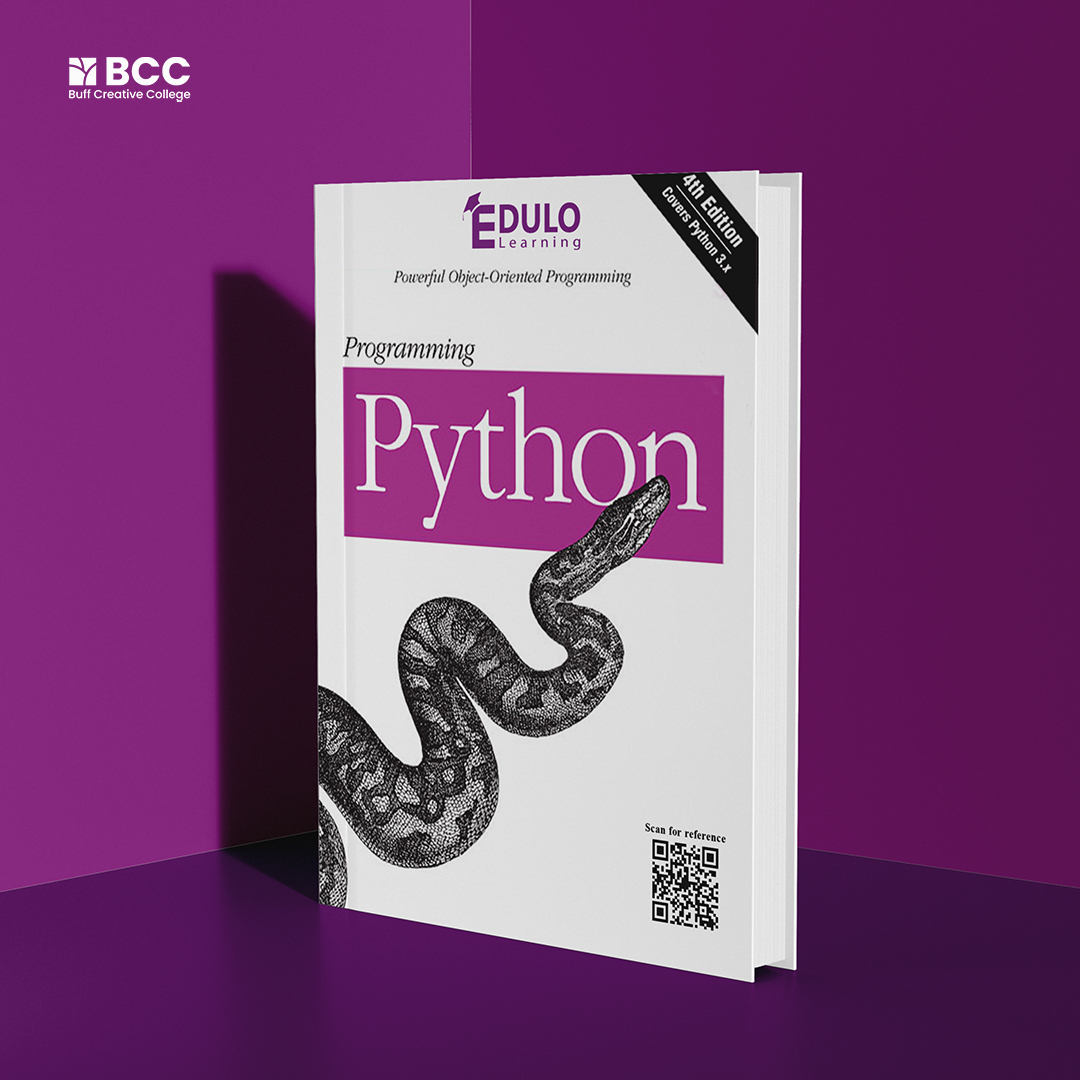 BCC
Buff Creative College
EDULO
Learning
4th Edition
Covers Python 3.x
Powerful Object-Oriented Programming
Programming
Python
Scan for reference